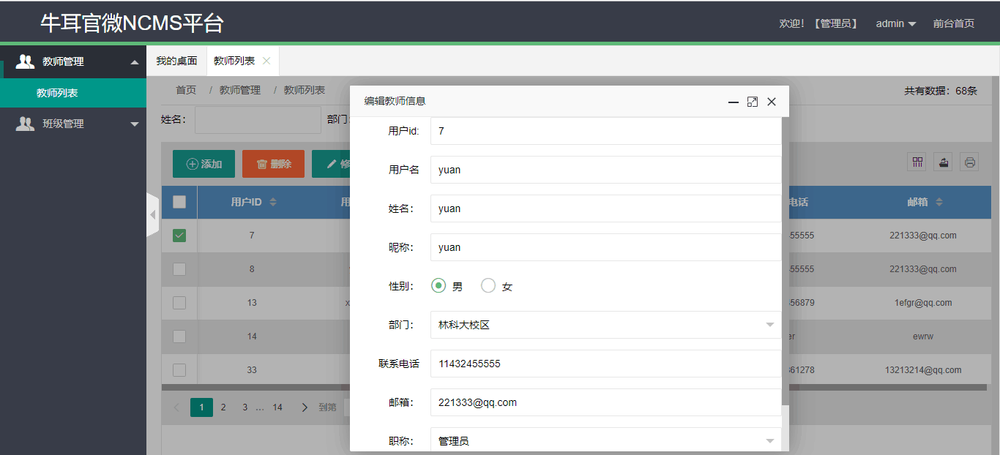 牛耳官微NCMS平台
欢迎！【管理员】 admin 前台首页
教师管理
教师列表
班级管理
我的桌面 教师列表
首页 / 教师管理 / 教师列表
共有数据：68条
姓名：
部门：
添加 删除
用户ID
电话 邮箱
7 55555 221333@qq.com
8 55555 221333@qq.com
13 56879 1efgr@qq.com
14 er ewrw
33 361278 13213214@qq.com
1 2 3 … 14 到第
编辑教师信息
用户id: 7
用户名 yuan
姓名： yuan
昵称： yuan
性别： 男 女
部门： 林科大校区
联系电话 11432455555
邮箱： 221333@qq.com
职称： 管理员